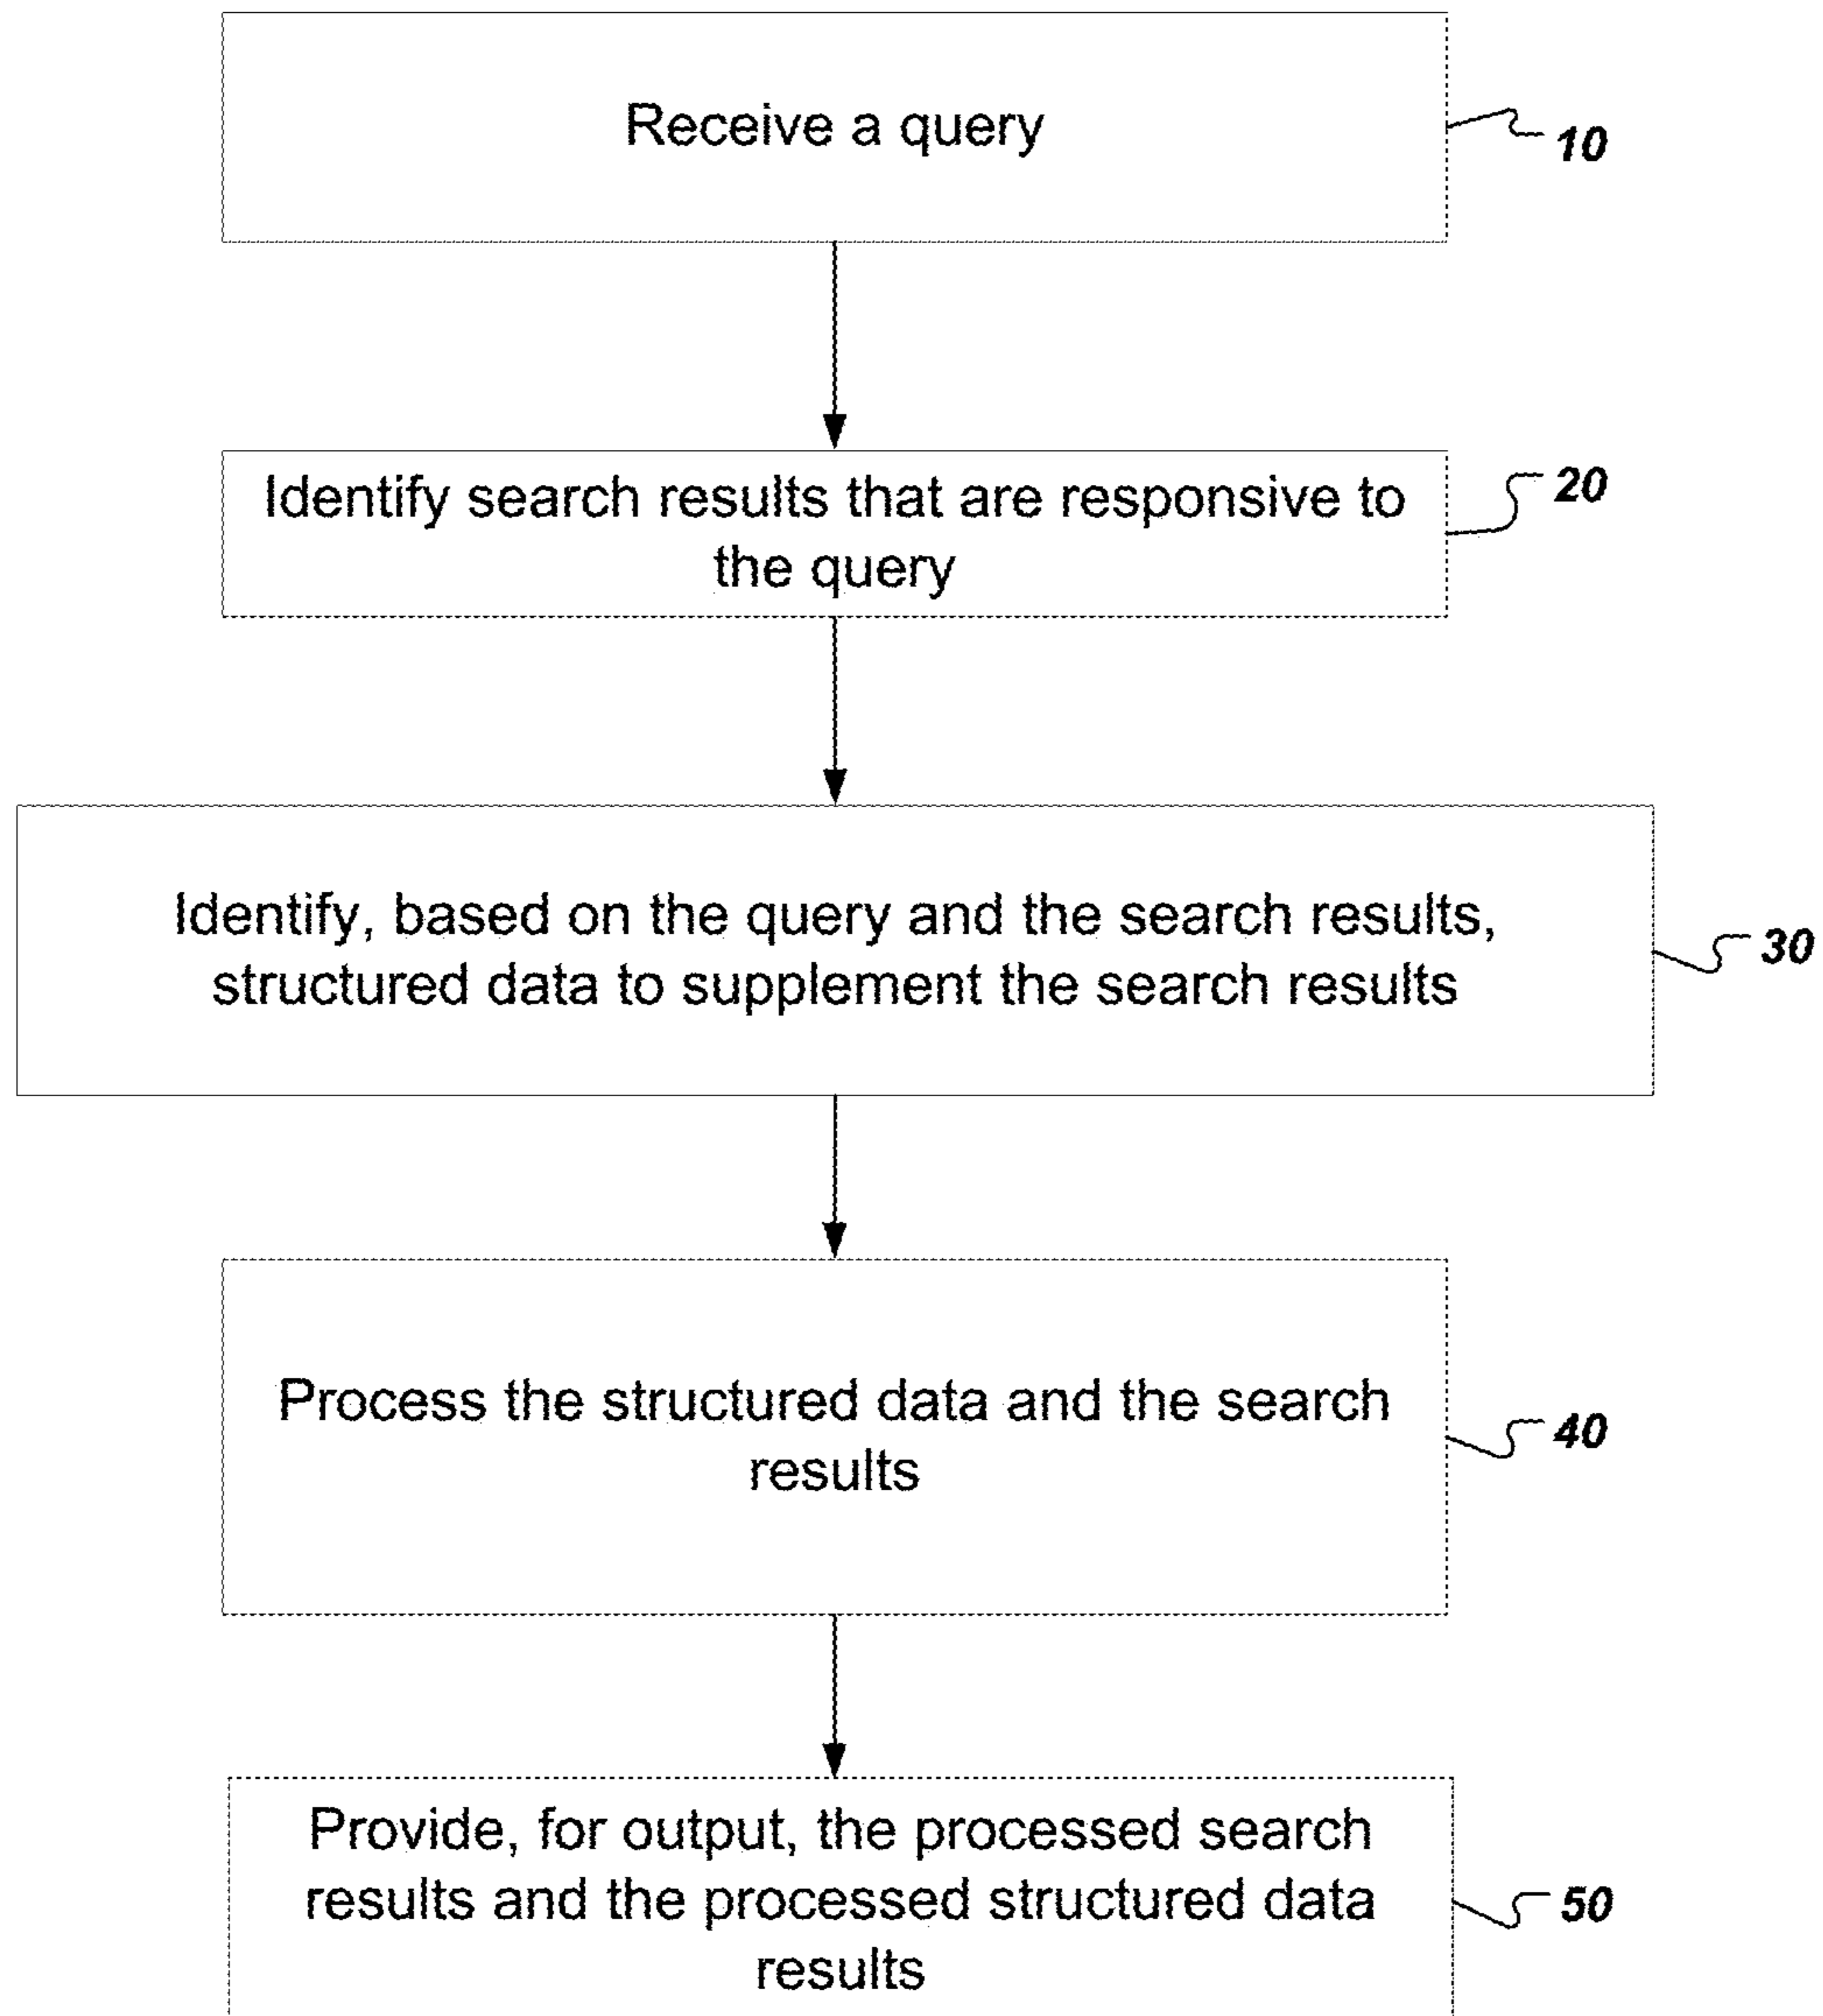 Receive a query
10
Identify search results that are responsive to
the query
20
Identify, based on the query and the search results,
structured data to supplement the search results
30
Process the structured data and the search
results
40
Provide, for output, the processed search
results and the processed structured data
results
50